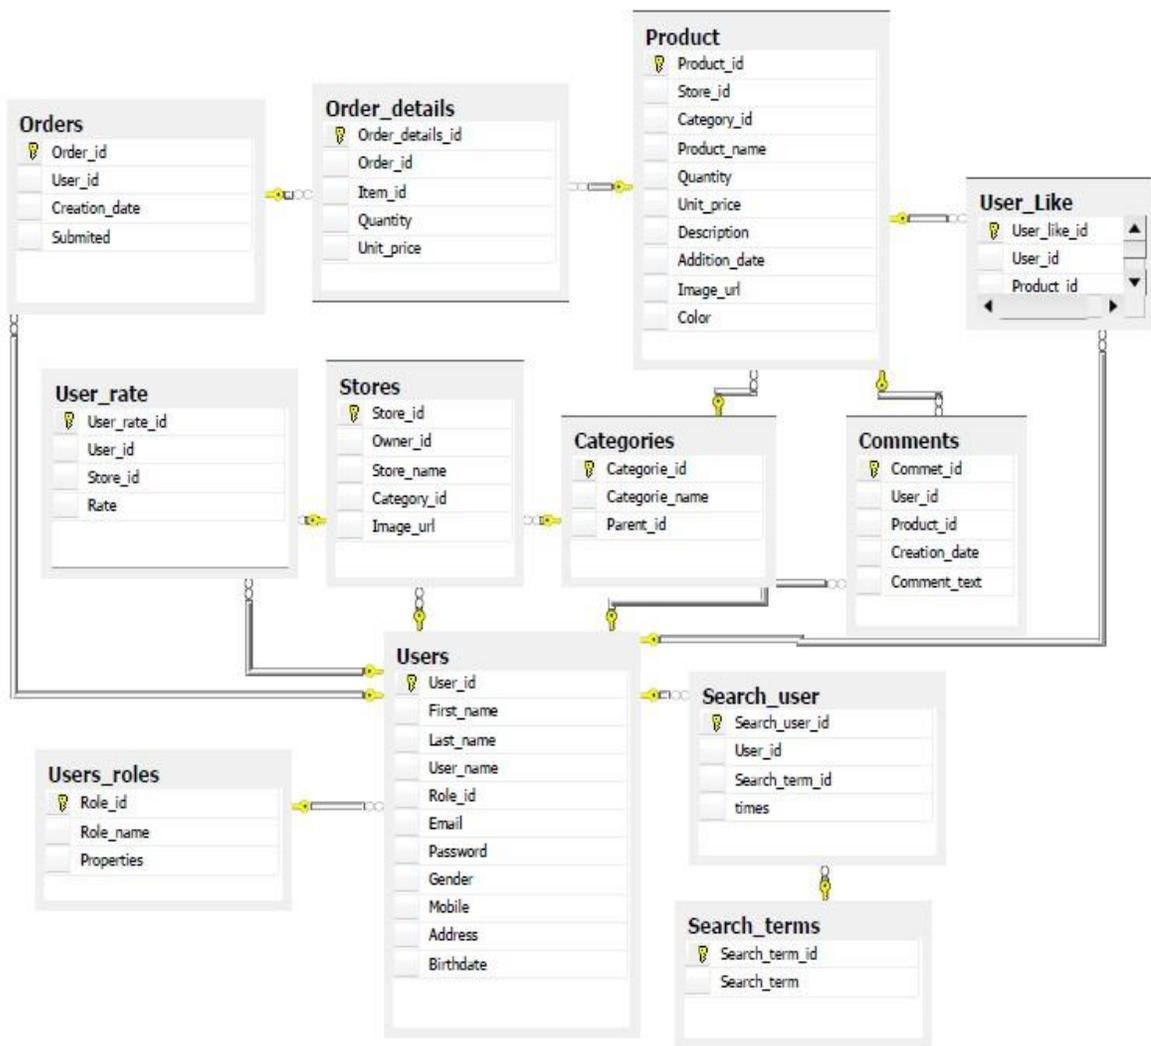 Product
Product_id
Store_id
Category_id
Product_name
Quantity
Unit_price
Description
Addition_date
Image_url
Color
Order_details
Order_details_id
Order_id
Item_id
Quantity
Unit_price
Orders
Order_id
User_id
Creation_date
Submited
User_Like
User_like_id
User_id
Product_id
User_rate
User_rate_id
User_id
Store_id
Rate
Stores
Store_id
Owner_id
Store_name
Category_id
Image_url
Categories
Categorie_id
Categorie_name
Parent_id
Comments
Commet_id
User_id
Product_id
Creation_date
Comment_text
Users
User_id
First_name
Last_name
User_name
Role_id
Email
Password
Gender
Mobile
Address
Birthdate
Search_user
Search_user_id
User_id
Search_term_id
times
Users_roles
Role_id
Role_name
Properties
Search_terms
Search_term_id
Search_term